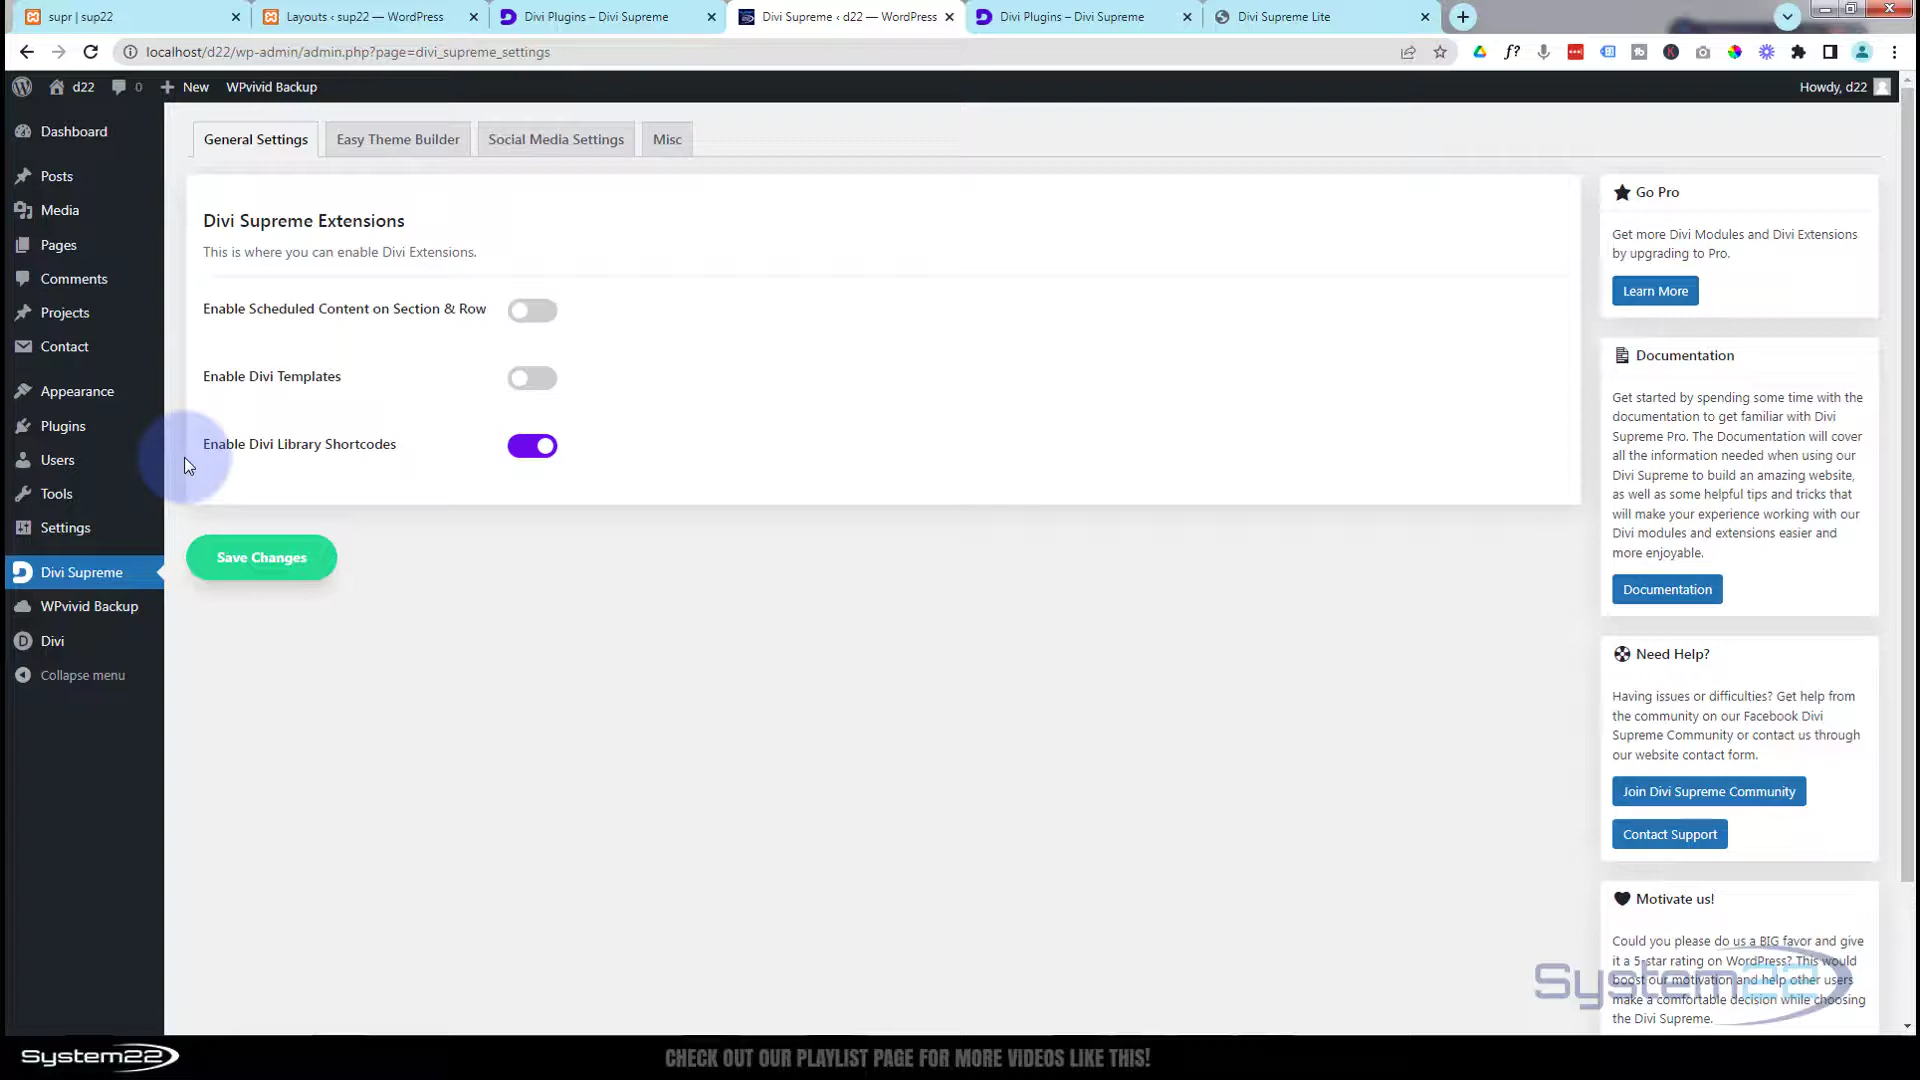 supr | sup22
Layouts ‹ sup22 — WordPress
Divi Plugins – Divi Supreme
Divi Supreme ‹ d22 — WordPress
Divi Plugins – Divi Supreme
Divi Supreme Lite
localhost/d22/wp-admin/admin.php?page=divi_supreme_settings
d22
0
New
WPvivid Backup
Howdy, d22
Dashboard
Posts
Media
Pages
Comments
Projects
Contact
Appearance
Plugins
Users
Tools
Settings
Divi Supreme
WPvivid Backup
Divi
Collapse menu
General Settings
Easy Theme Builder
Social Media Settings
Misc
Divi Supreme Extensions
This is where you can enable Divi Extensions.
Enable Scheduled Content on Section & Row
Enable Divi Templates
Enable Divi Library Shortcodes
Save Changes
Go Pro
Get more Divi Modules and Divi Extensions
by upgrading to Pro.
Learn More
Documentation
Get started by spending some time with the
documentation to get familiar with Divi
Supreme Pro. The Documentation will cover
all the information needed when using our
Divi Supreme to build an amazing website,
as well as some helpful tips and tricks that
will make your experience working with our
Divi modules and extensions easier and
more enjoyable.
Documentation
Need Help?
Having issues or difficulties? Get help from
the community on our Facebook Divi
Supreme Community or contact us through
our website contact form.
Join Divi Supreme Community
Contact Support
Motivate us!
Could you please do us a BIG favor and give
it a 5-star rating on WordPress? This would
boost our motivation and help other users
make a comfortable decision while choosing
the Divi Supreme.
System22
System22
CHECK OUT OUR PLAYLIST PAGE FOR MORE VIDEOS LIKE THIS!